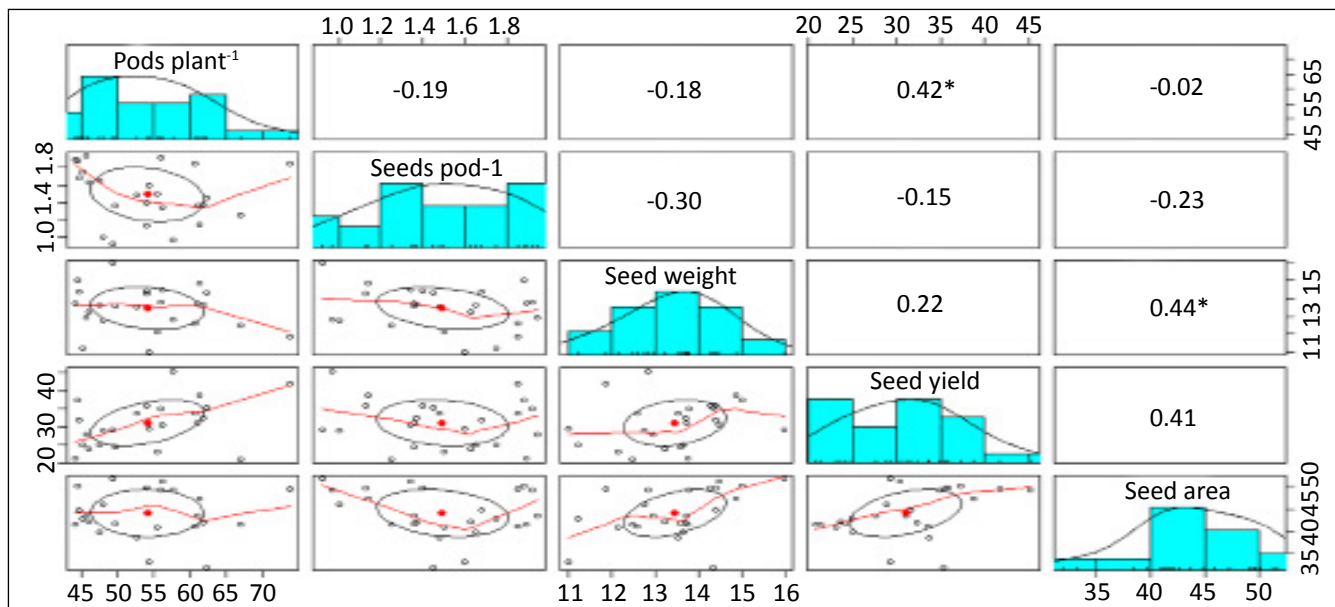 1.0 1.2 1.4 1.6 1.8
20 25 30 35 40 45
Pods plant⁻¹
-0.19
-0.18
0.42*
-0.02
45 55 65
1.0 1.4 1.8
Seeds pod-1
-0.30
-0.15
-0.23
Seed weight
0.22
0.44*
11 13 15
20 30 40
Seed yield
0.41
Seed area
35 40 45 50
45 50 55 60 65 70
11 12 13 14 15 16
35 40 45 50